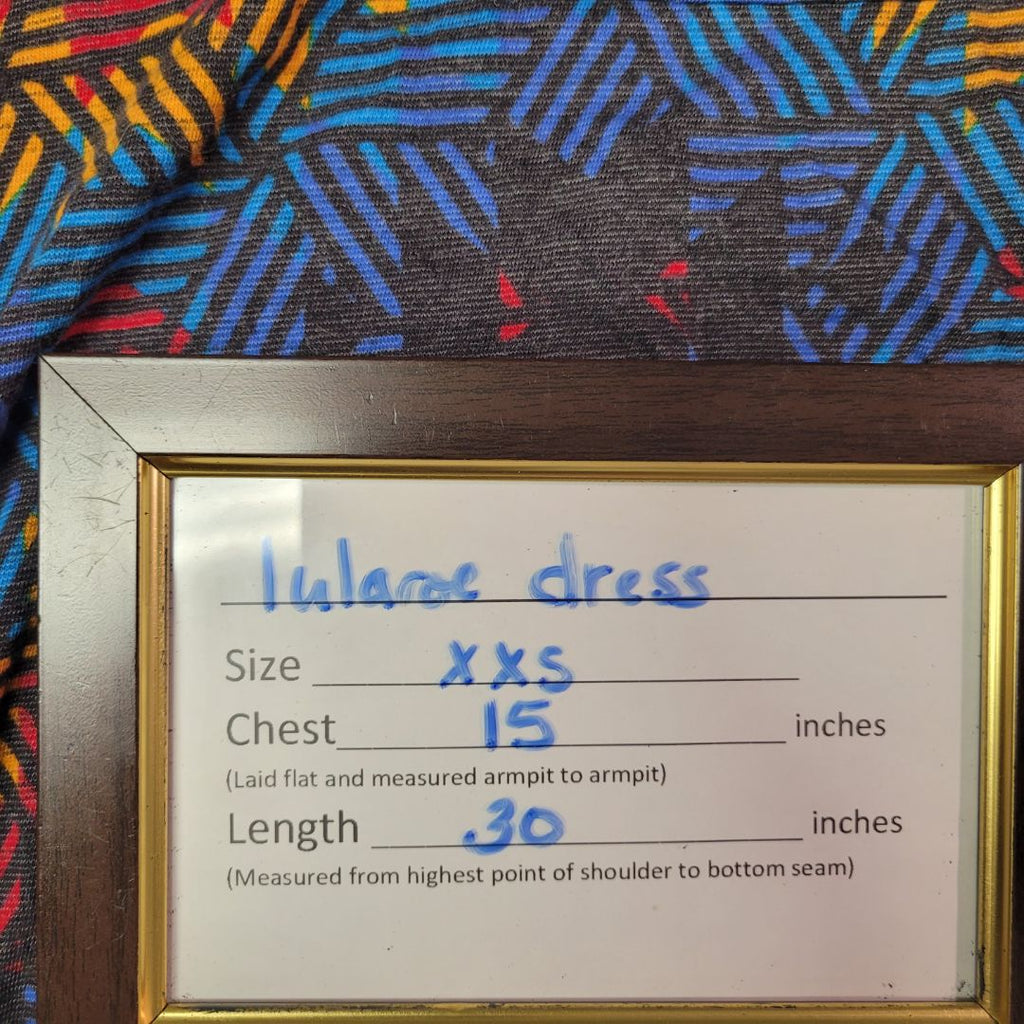 lularoe dress
Size XXS
Chest 15 inches
(Laid flat and measured armpit to armpit)
Length 30 inches
(Measured from highest point of shoulder to bottom seam)